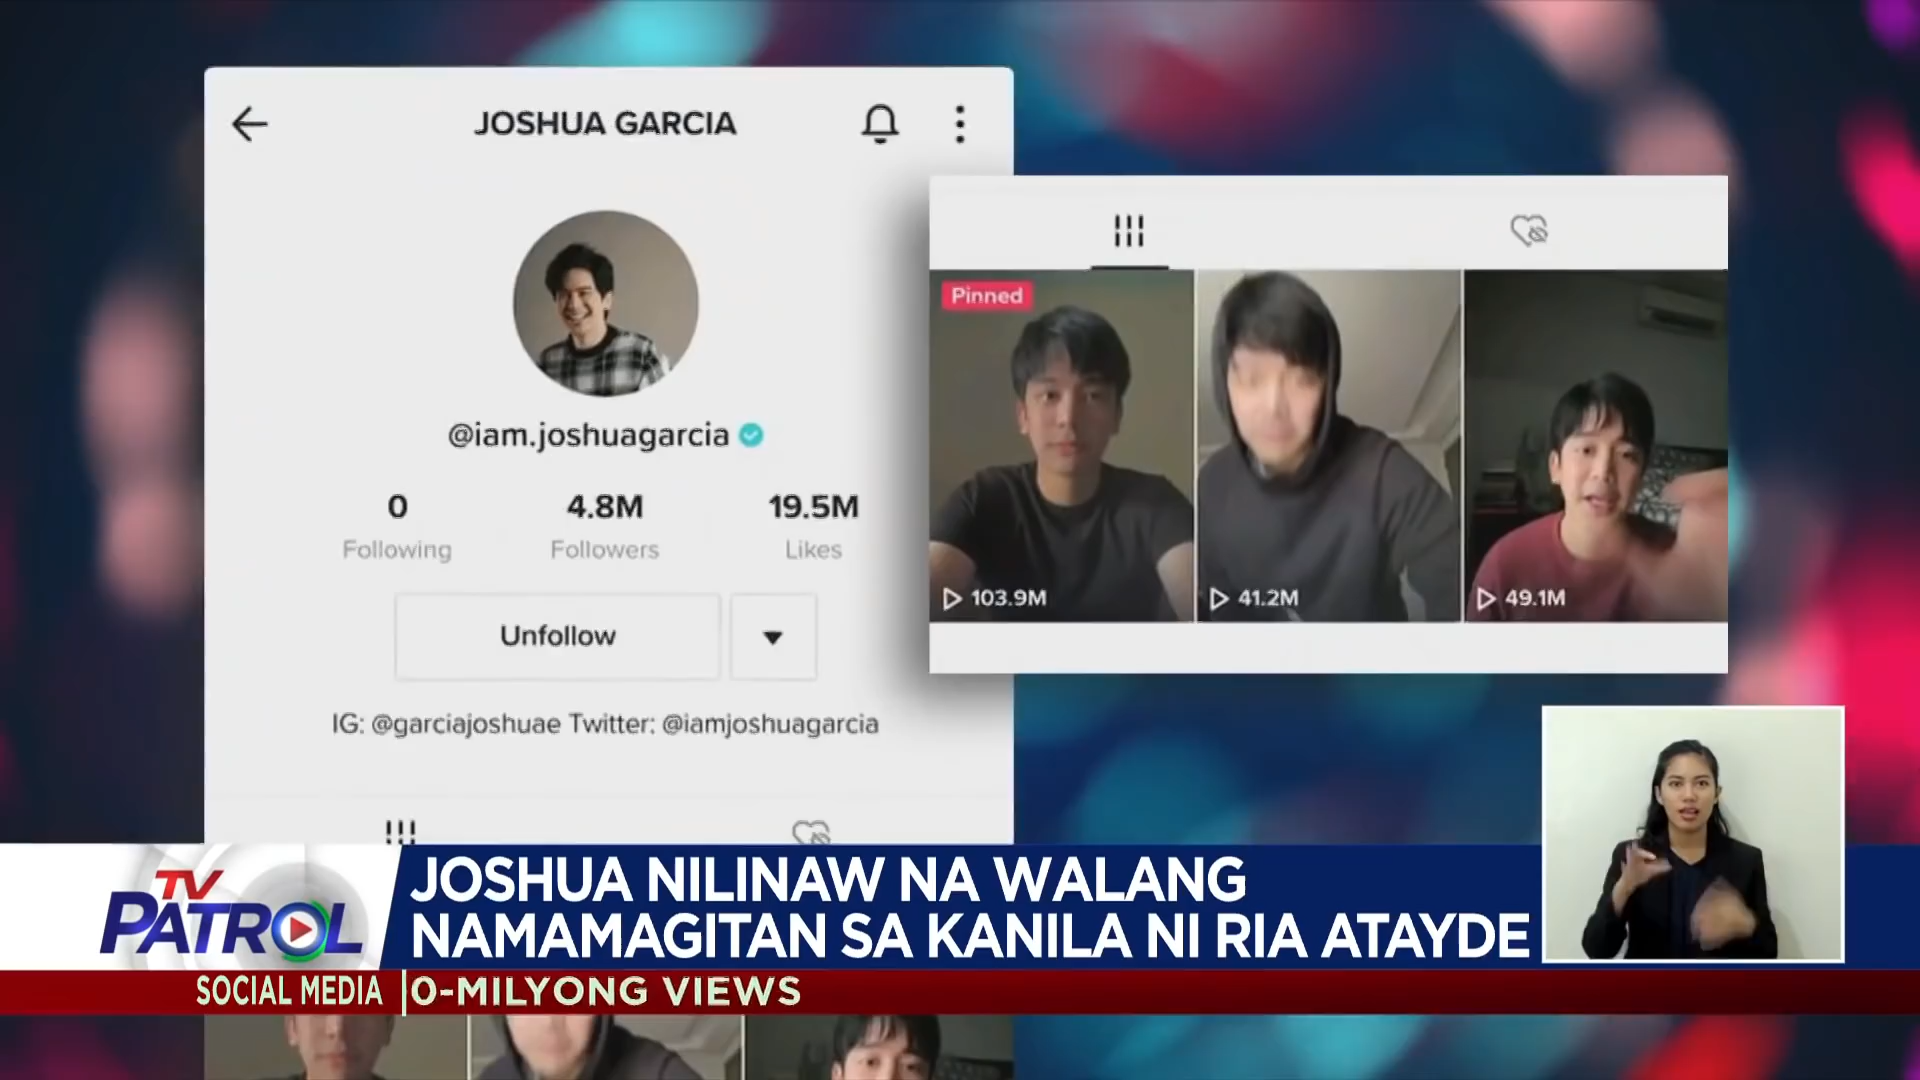 JOSHUA GARCIA
@iam.joshuagarcia
0
4.8M
19.5M
Following
Followers
Likes
Unfollow
IG: @garciajoshuae Twitter: @iamjoshuagarcia
Pinned
103.9M
41.2M
49.1M
TV
PATROL
JOSHUA NILINAW NA WALANG
NAMAMAGITAN SA KANILA NI RIA ATAYDE
SOCIAL MEDIA
0-MILYONG VIEWS